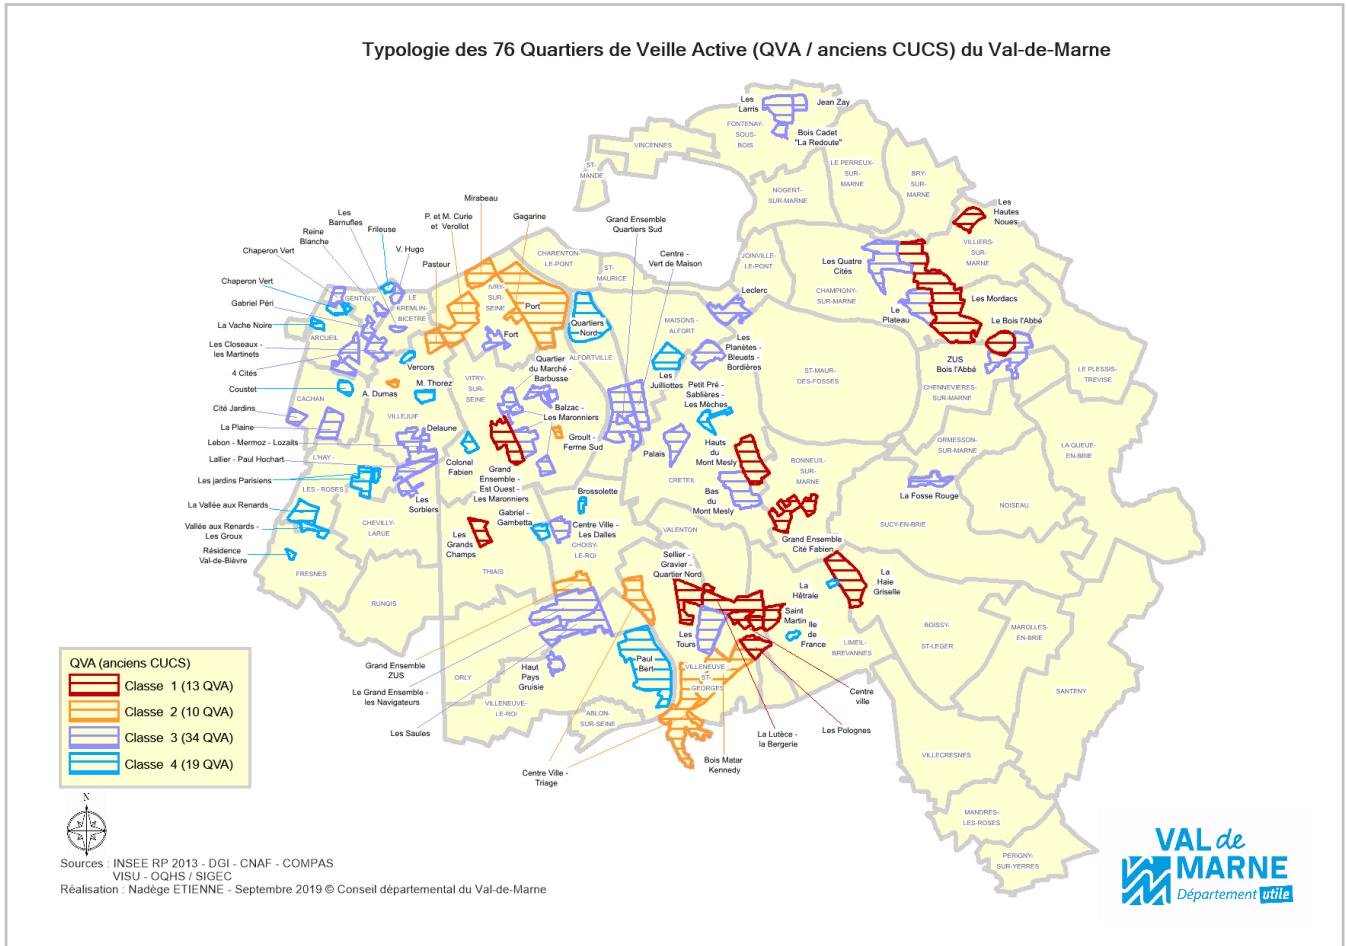 Typologie des 76 Quartiers de Veille Active (QVA / anciens CUCS) du Val-de-Marne
Les
Larris
Jean Zay
FONTENAY-
SOUS-
BOIS
Bois Cadet
"La Redoute"
VINCENNES
ST-
MANDE
LE PERREUX-
SUR-
MARNE
BRY-
SUR-
MARNE
NOGENT-
SUR-MARNE
Les
Hautes
Noues
VILLIERS-
SUR-
MARNE
Mirabeau
Les
Barnufles
Frileuse
P. et M. Curie
et Verollot
Gagarine
Grand Ensemble
Quartiers Sud
Reine
Blanche
V. Hugo
Chaperon Vert
Pasteur
CHARENTON-
LE-PONT
ST-
MAURICE
Centre -
Vert de Maison
JOINVILLE-
LE-PONT
Les Quatre
Cités
CHAMPIGNY-
SUR-MARNE
Chaperon Vert
GENTILLY
LE
KREMLIN-
BICETRE
IVRY-
SUR-
SEINE
Port
Leclerc
Les Mordacs
Gabriel Péri
La Vache Noire
ARCUEIL
Fort
Quartiers
Nord
MAISONS -
ALFORT
Le
Plateau
Le Bois l'Abbé
Les Closeaux -
les Martinets
Vercors
Quartier
du Marché -
Barbusse
ALFORTVILLE
Les
Planètes -
Bleuets -
Bordières
ZUS
Bois l'Abbé
LE PLESSIS-
TREVISE
4 Cités
Coustet
CACHAN
A. Dumas
M. Thorez
VITRY-
SUR-
SEINE
Les
Juilliottes
ST-MAUR-
DES-FOSSES
CHENNEVIERES-
SUR-MARNE
Petit Pré -
Sablières -
Les Mèches
Cité Jardins
VILLEJUIF
Balzac -
Les Maronniers
La Plaine
Delaune
Groult -
Ferme Sud
Lebon - Mermoz - Lozaits
L'HAY -
LES - ROSES
Lallier - Paul Hochart
Colonel
Fabien
Palais
Hauts
du
Mont Mesly
ORMESSON-
SUR-MARNE
LA QUEUE-
EN-BRIE
Les jardins Parisiens
Grand
Ensemble -
Est Ouest -
Les Maronniers
CRETEIL
BONNEUIL-
SUR-
MARNE
Bas
du
Mont Mesly
La Fosse Rouge
NOISEAU
La Vallée aux Renards
Les
Sorbiers
Brossolette
Vallée aux Renards -
Les Groux
CHEVILLY-
LARUE
Gabriel -
Gambetta
Centre Ville -
Les Dalles
VALENTON
SUCY-EN-BRIE
Résidence
Val-de-Bièvre
Les
Grands
Champs
CHOISY-
LE-ROI
Grand Ensemble
Cité Fabien
FRESNES
THIAIS
Sellier -
Gravier -
Quartier Nord
La
Haie
Griselle
RUNGIS
La
Hêtraie
Saint
Martin
Ile
de
France
Les
Tours
LIMEIL-
BREVANNES
BOISSY-
ST-LEGER
MAROLLES-
EN-BRIE
Paul
Bert
Grand Ensemble
ZUS
ORLY
Haut
Pays
Grusie
VILLENEUVE -
ST-
GEORGES
Centre
ville
SANTENY
Le Grand Ensemble -
les Navigateurs
VILLENEUVE-
LE-ROI
ABLON-
SUR-SEINE
Les Saules
La Lutèce -
la Bergerie
Les Polognes
VILLECRESNES
Centre Ville -
Triage
Bois Matar
Kennedy
MANDRES-
LES-ROSES
PERIGNY-
SUR-YERRES
QVA (anciens CUCS)
Classe 1 (13 QVA)
Classe 2 (10 QVA)
Classe 3 (34 QVA)
Classe 4 (19 QVA)
N
Sources : INSEE RP 2013 - DGI - CNAF - COMPAS
VISU - OQHS / SIGEC
Réalisation : Nadège ETIENNE - Septembre 2019 © Conseil départemental du Val-de-Marne
VAL de
MARNE
Département utile